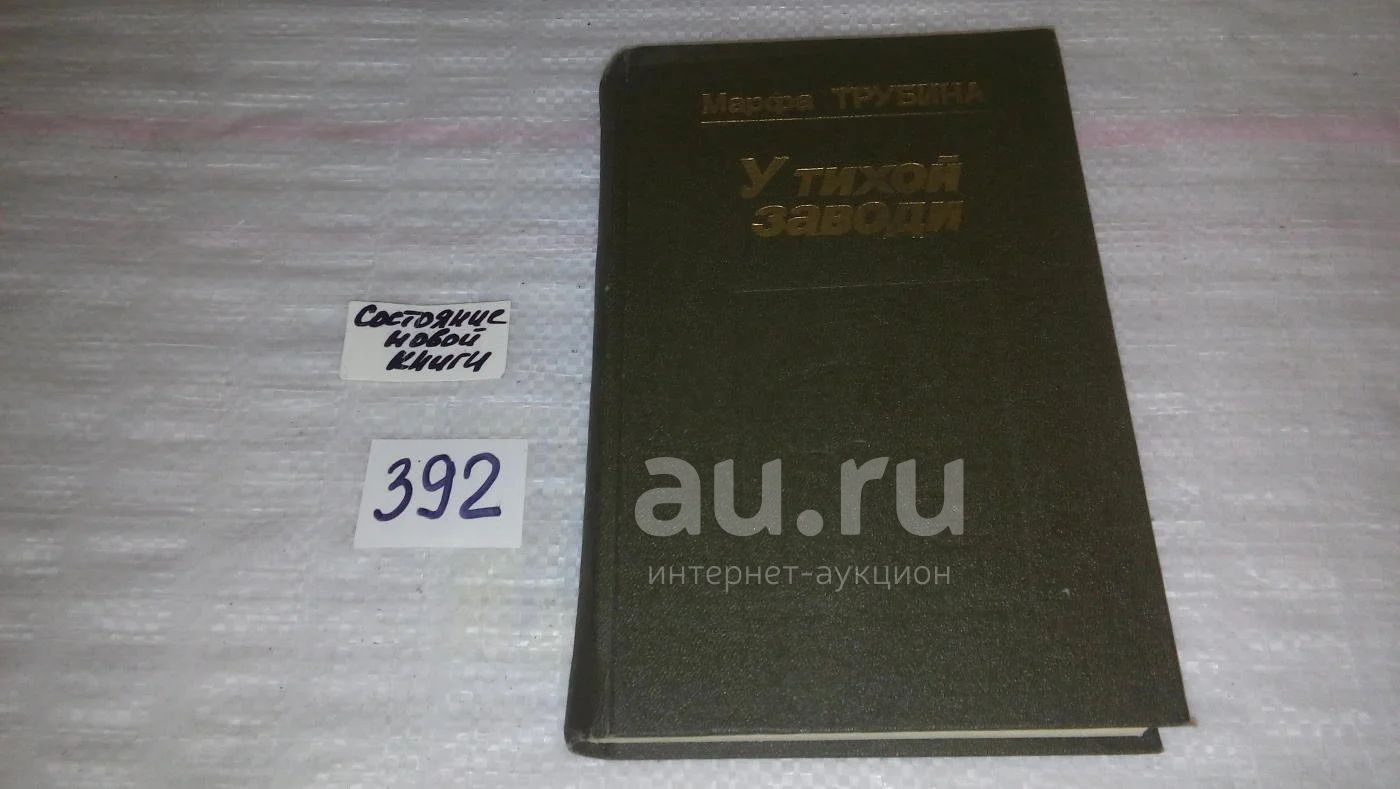 Марфа ТРУБИНА
У тихой
заводи
Состояние
новой
книги
392
au.ru
интернет-аукцион